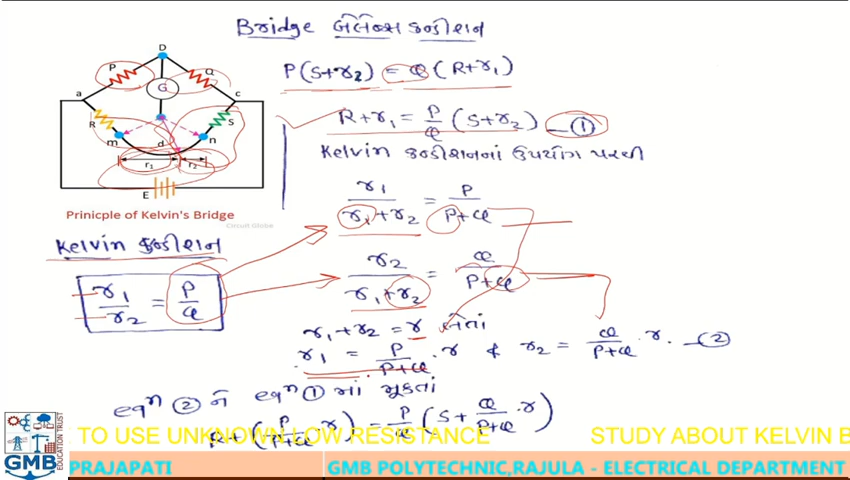 Bridge બેલેન્સ કન્ડીશન
P(S+r2) = Q(R+r1)
R+r1 = P/Q (S+r2) —①
Kelvin કન્ડીશનનાં ઉપયોગ પરથી
r1/(r1+r2) = P/(P+Q)
r2/(r1+r2) = Q/(P+Q)
r1+r2 = r લેતાં
r1 = P/(P+Q) · r & r2 = Q/(P+Q) · r. —②
eqⁿ ② ને eqⁿ ① માં મૂકતાં
R+(P/(P+Q) · r) = P/Q (S + Q/(P+Q) · r)
D
P
Q
G
a
c
R
S
m
d
n
r1
r2
E
Prinicple of Kelvin's Bridge
Circuit Globe
Kelvin કન્ડીશન
r1/r2 = P/Q
GMB
EDUCATION TRUST
TO USE UNKNOWN LOW RESISTANCE STUDY ABOUT KELVIN B
PRAJAPATI GMB POLYTECHNIC,RAJULA - ELECTRICAL DEPARTMENT